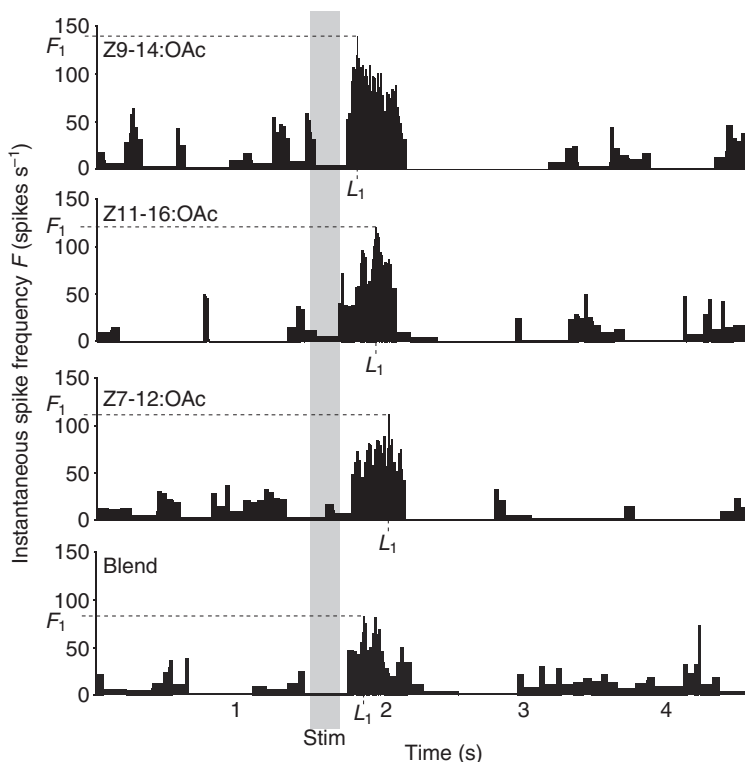 Instantaneous spike frequency F (spikes s⁻¹)
150
F₁
Z9-14:OAc
100
50
0
L₁
150
Z11-16:OAc
F₁
100
50
0
L₁
150
Z7-12:OAc
F₁
100
50
0
L₁
150
Blend
100
F₁
50
0
1 L₁ 2 3 4
Stim
Time (s)